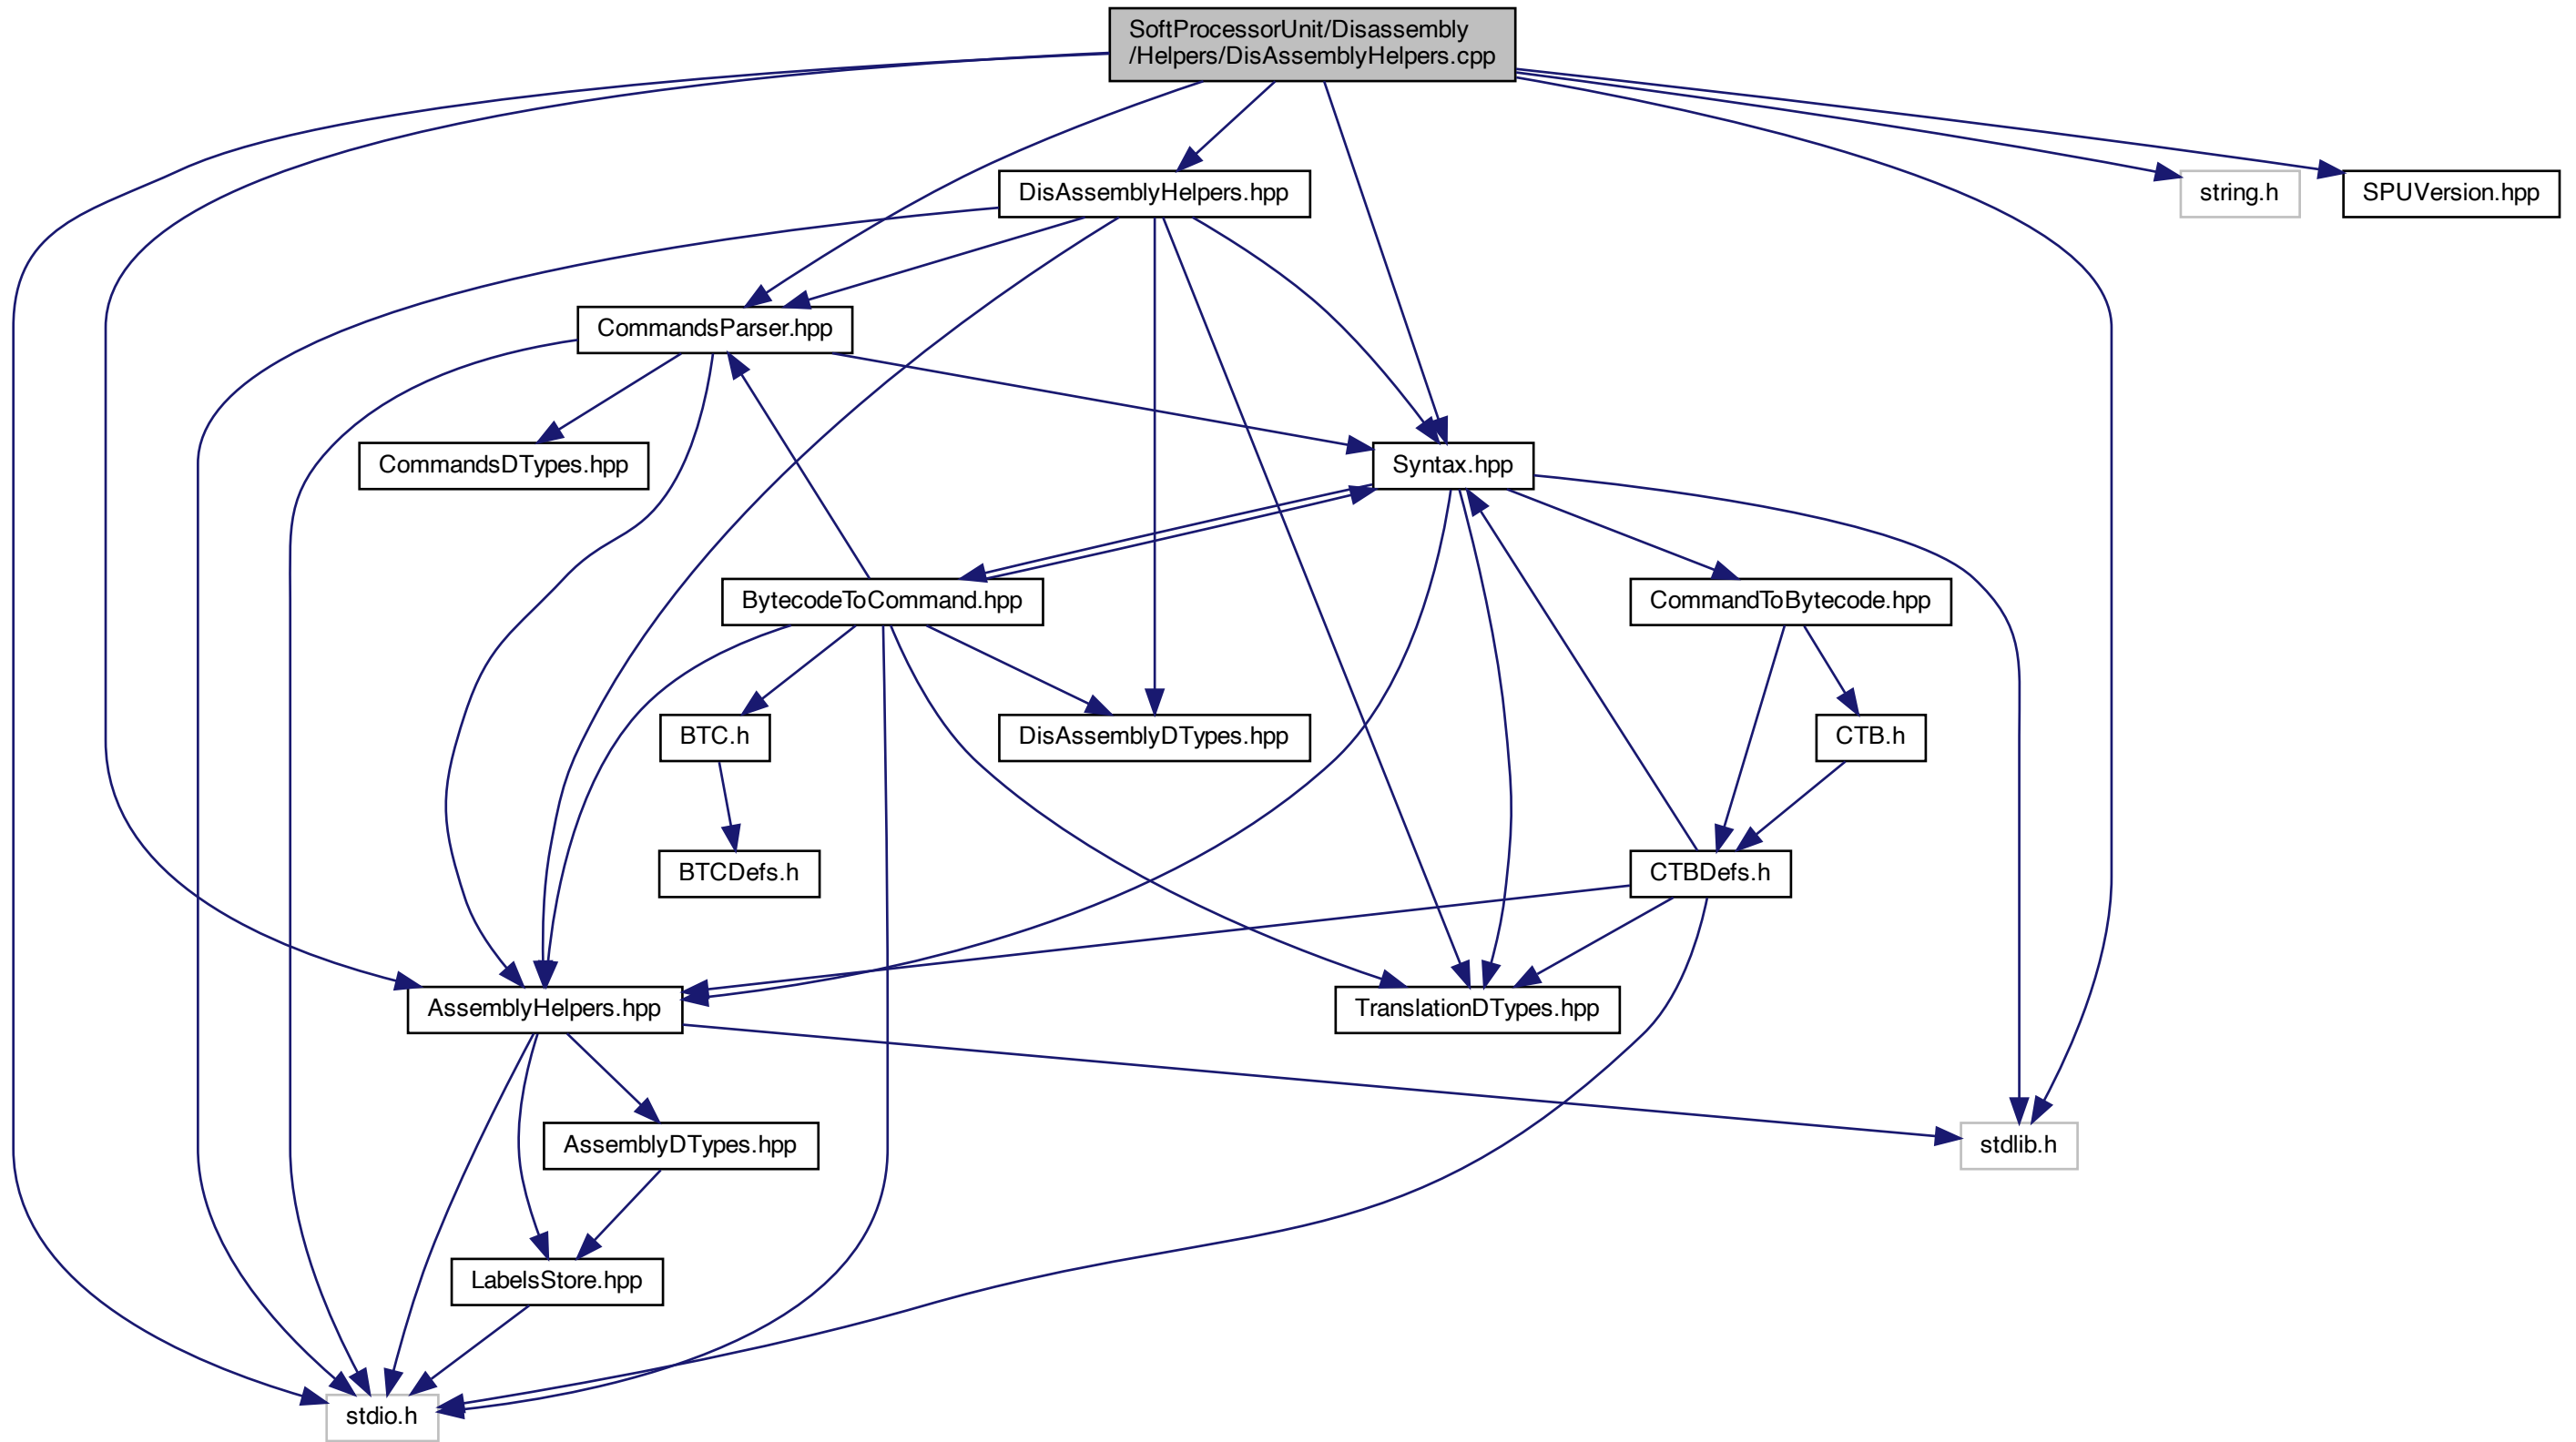 SoftProcessorUnit/Disassembly
/Helpers/DisAssemblyHelpers.cpp
DisAssemblyHelpers.hpp
string.h
SPUVersion.hpp
CommandsParser.hpp
CommandsDTypes.hpp
Syntax.hpp
BytecodeToCommand.hpp
CommandToBytecode.hpp
BTC.h
DisAssemblyDTypes.hpp
CTB.h
BTCDefs.h
CTBDefs.h
AssemblyHelpers.hpp
TranslationDTypes.hpp
AssemblyDTypes.hpp
stdlib.h
LabelsStore.hpp
stdio.h